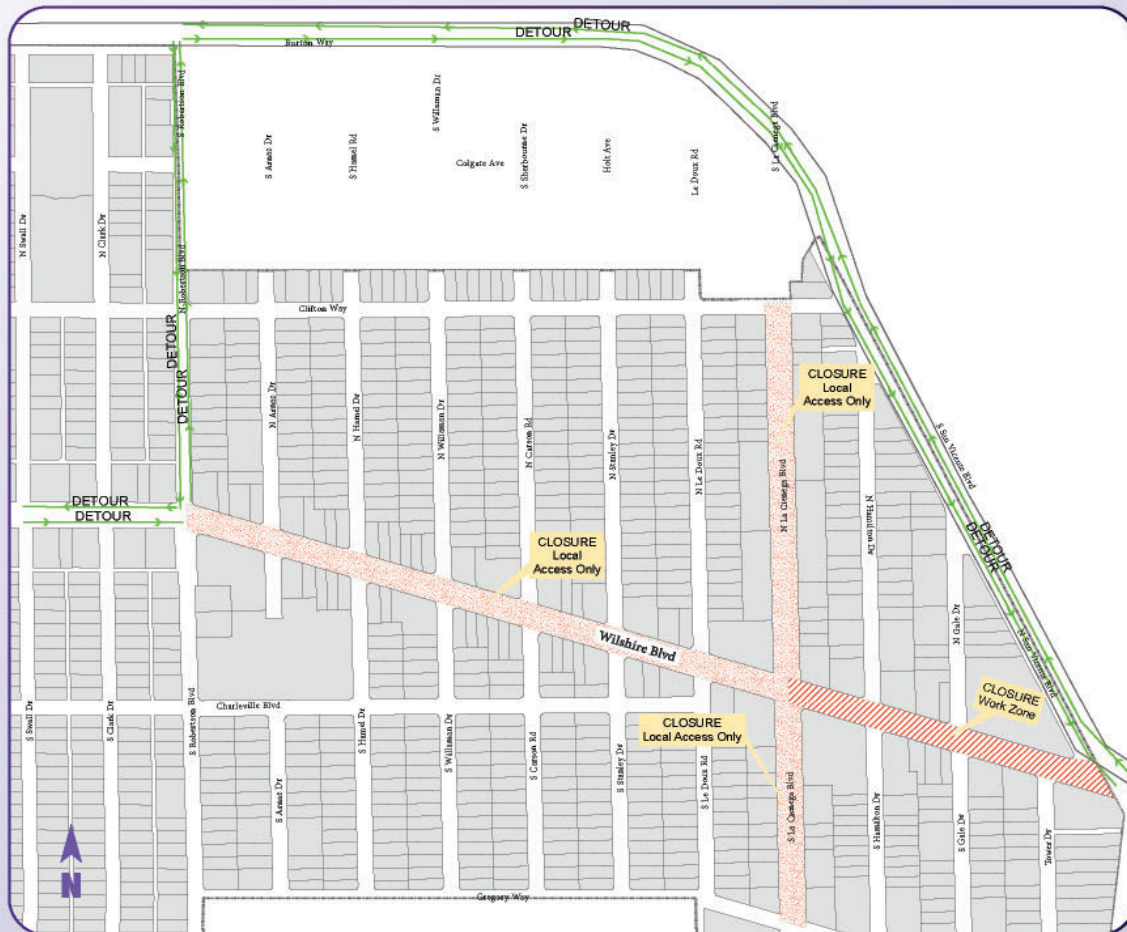 DETOUR
DETOUR
Burton Way
S Robertson Blvd
S Willaman Dr
S La Cienega Blvd
S Arnaz Dr
S Hamel Rd
Colgate Ave
S Sherbourne Dr
Holt Ave
Le Doux Rd
N Swall Dr
N Clark Dr
N Robertson Blvd
Clifton Way
DETOUR
DETOUR
CLOSURE
Local
Access Only
N Arnaz Dr
N Hamel Dr
N Willaman Dr
N Carson Rd
N Stanley Dr
N Le Doux Rd
N La Cienega Blvd
S San Vicente Blvd
N Hamilton Dr
DETOUR
DETOUR
DETOUR
DETOUR
CLOSURE
Local
Access Only
Wilshire Blvd
N Gale Dr
N San Vicente Blvd
CLOSURE
Work Zone
S Swall Dr
S Clark Dr
S Robertson Blvd
Charleville Blvd
CLOSURE
Local Access Only
S Arnaz Dr
S Hamel Dr
S Willaman Dr
S Carson Rd
S Stanley Dr
S Le Doux Rd
S La Cienega Blvd
S Hamilton Dr
S Gale Dr
Tower Dr
N
Gregory Way